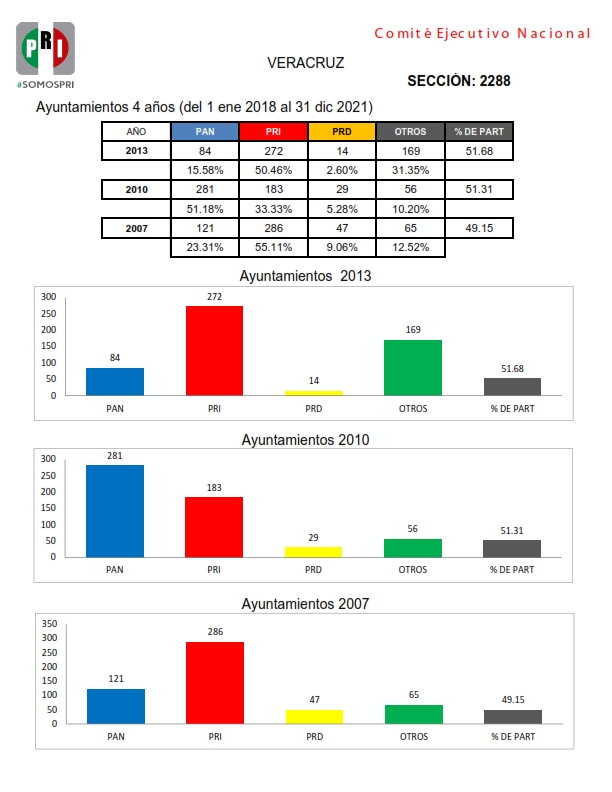 Comité Ejecutivo Nacional
PRI
#SOMOSPRI
VERACRUZ
SECCIÓN: 2288
Ayuntamientos 4 años (del 1 ene 2018 al 31 dic 2021)
AÑO PAN PRI PRD OTROS % DE PART
2013 84 272 14 169 51.68
15.58% 50.46% 2.60% 31.35%
2010 281 183 29 56 51.31
51.18% 33.33% 5.28% 10.20%
2007 121 286 47 65 49.15
23.31% 55.11% 9.06% 12.52%
Ayuntamientos 2013
300
250
200
150
100
50
0
84 272 14 169 51.68
PAN PRI PRD OTROS % DE PART
Ayuntamientos 2010
300
250
200
150
100
50
0
281 183 29 56 51.31
PAN PRI PRD OTROS % DE PART
Ayuntamientos 2007
350
300
250
200
150
100
50
0
121 286 47 65 49.15
PAN PRI PRD OTROS % DE PART